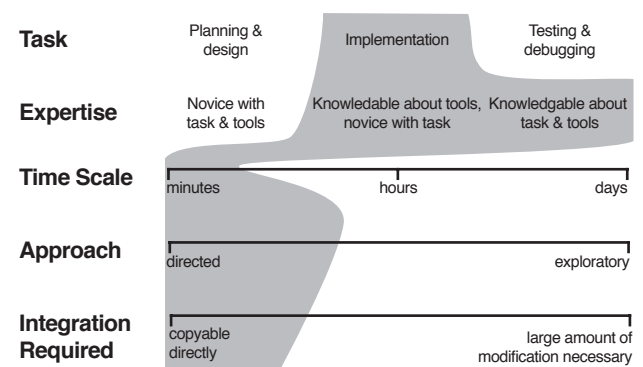 Task
Planning &
design
Implementation
Testing &
debugging
Expertise
Novice with
task & tools
Knowledable about tools,
novice with task
Knowledgable about
task & tools
Time Scale
minutes
hours
days
Approach
directed
exploratory
Integration
Required
copyable
directly
large amount of
modification necessary